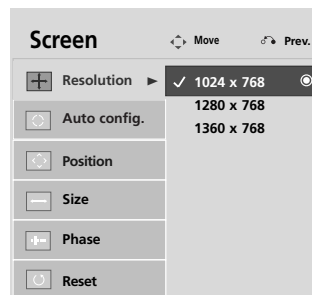 Screen
Move
Prev.
Resolution
1024 x 768
1280 x 768
1360 x 768
Auto config.
Position
Size
Phase
Reset